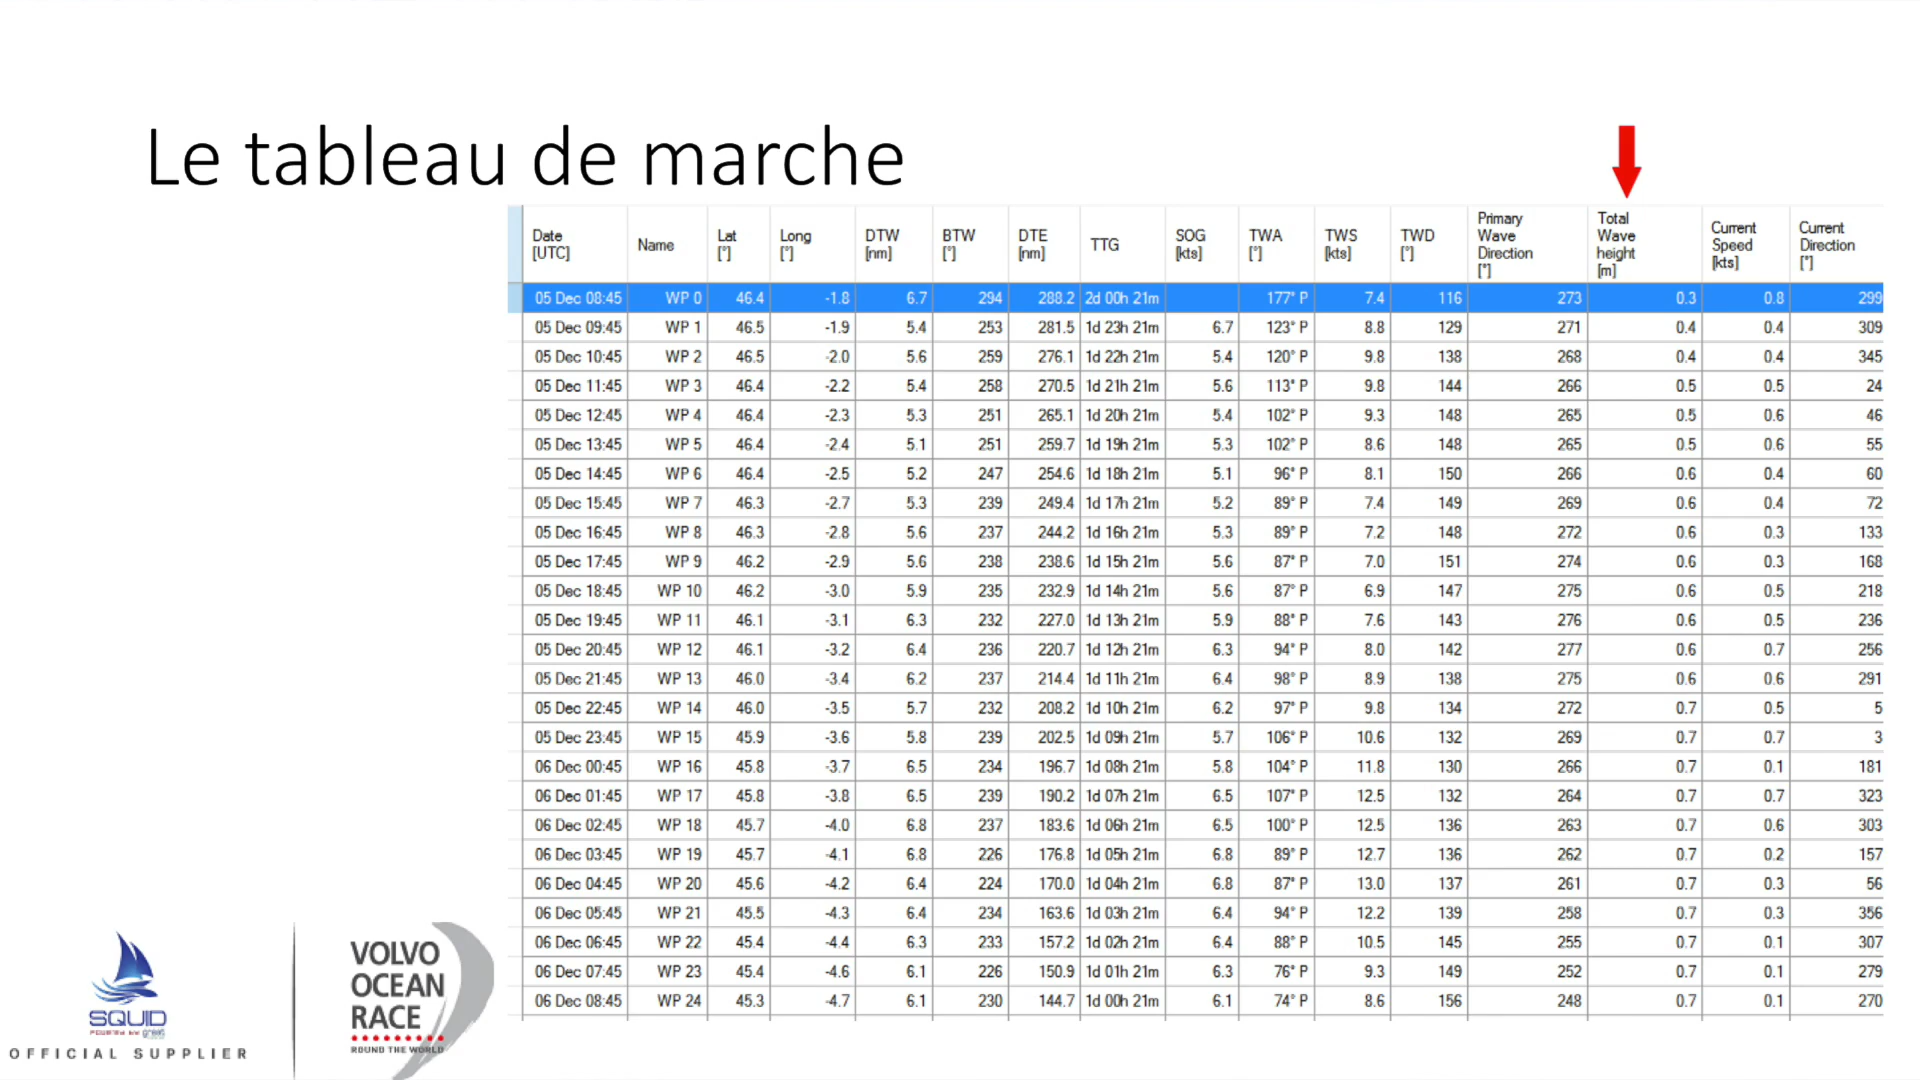 Le tableau de marche
Date [UTC] Name Lat [°] Long [°] DTW [nm] BTW [°] DTE [nm] TTG SOG [kts] TWA [°] TWS [kts] TWD [°] Primary Wave Direction [°] Total Wave height [m] Current Speed [kts] Current Direction [°]
05 Dec 08:45 WP 0 46.4 -1.8 6.7 294 288.2 2d 00h 21m 177° P 7.4 116 273 0.3 0.8 299
05 Dec 09:45 WP 1 46.5 -1.9 5.4 253 281.5 1d 23h 21m 6.7 123° P 8.8 129 271 0.4 0.4 309
05 Dec 10:45 WP 2 46.5 -2.0 5.6 259 276.1 1d 22h 21m 5.4 120° P 9.8 138 268 0.4 0.4 345
05 Dec 11:45 WP 3 46.4 -2.2 5.4 258 270.5 1d 21h 21m 5.6 113° P 9.8 144 266 0.5 0.5 24
05 Dec 12:45 WP 4 46.4 -2.3 5.3 251 265.1 1d 20h 21m 5.4 102° P 9.3 148 265 0.5 0.6 46
05 Dec 13:45 WP 5 46.4 -2.4 5.1 251 259.7 1d 19h 21m 5.3 102° P 8.6 148 265 0.5 0.6 55
05 Dec 14:45 WP 6 46.4 -2.5 5.2 247 254.6 1d 18h 21m 5.1 96° P 8.1 150 266 0.6 0.4 60
05 Dec 15:45 WP 7 46.3 -2.7 5.3 239 249.4 1d 17h 21m 5.2 89° P 7.4 149 269 0.6 0.4 72
05 Dec 16:45 WP 8 46.3 -2.8 5.6 237 244.2 1d 16h 21m 5.3 89° P 7.2 148 272 0.6 0.3 133
05 Dec 17:45 WP 9 46.2 -2.9 5.6 238 238.6 1d 15h 21m 5.6 87° P 7.0 151 274 0.6 0.3 168
05 Dec 18:45 WP 10 46.2 -3.0 5.9 235 232.9 1d 14h 21m 5.6 87° P 6.9 147 275 0.6 0.5 218
05 Dec 19:45 WP 11 46.1 -3.1 6.3 232 227.0 1d 13h 21m 5.9 88° P 7.6 143 276 0.6 0.5 236
05 Dec 20:45 WP 12 46.1 -3.2 6.4 236 220.7 1d 12h 21m 6.3 94° P 8.0 142 277 0.6 0.7 256
05 Dec 21:45 WP 13 46.0 -3.4 6.2 237 214.4 1d 11h 21m 6.4 98° P 8.9 138 275 0.6 0.6 291
05 Dec 22:45 WP 14 46.0 -3.5 5.7 232 208.2 1d 10h 21m 6.2 97° P 9.8 134 272 0.7 0.5 5
05 Dec 23:45 WP 15 45.9 -3.6 5.8 239 202.5 1d 09h 21m 5.7 106° P 10.6 132 269 0.7 0.7 3
06 Dec 00:45 WP 16 45.8 -3.7 6.5 234 196.7 1d 08h 21m 5.8 104° P 11.8 130 266 0.7 0.1 181
06 Dec 01:45 WP 17 45.8 -3.8 6.5 239 190.2 1d 07h 21m 6.5 107° P 12.5 132 264 0.7 0.7 323
06 Dec 02:45 WP 18 45.7 -4.0 6.8 237 183.6 1d 06h 21m 6.5 100° P 12.5 136 263 0.7 0.6 303
06 Dec 03:45 WP 19 45.7 -4.1 6.8 226 176.8 1d 05h 21m 6.8 89° P 12.7 136 262 0.7 0.2 157
06 Dec 04:45 WP 20 45.6 -4.2 6.4 224 170.0 1d 04h 21m 6.8 87° P 13.0 137 261 0.7 0.3 56
06 Dec 05:45 WP 21 45.5 -4.3 6.4 234 163.6 1d 03h 21m 6.4 94° P 12.2 139 258 0.7 0.3 356
06 Dec 06:45 WP 22 45.4 -4.4 6.3 233 157.2 1d 02h 21m 6.4 88° P 10.5 145 255 0.7 0.1 307
06 Dec 07:45 WP 23 45.4 -4.6 6.1 226 150.9 1d 01h 21m 6.3 76° P 9.3 149 252 0.7 0.1 279
06 Dec 08:45 WP 24 45.3 -4.7 6.1 230 144.7 1d 00h 21m 6.1 74° P 8.6 156 248 0.7 0.1 270
SQUID
OFFICIAL SUPPLIER
VOLVO
OCEAN
RACE
ROUND THE WORLD